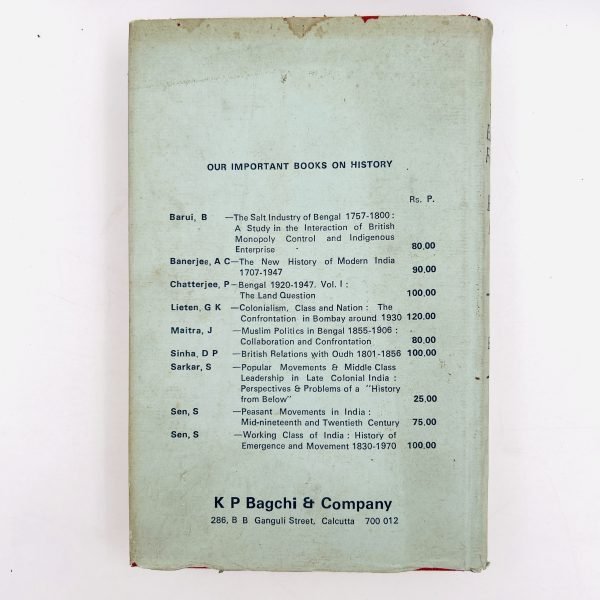 OUR IMPORTANT BOOKS ON HISTORY
Rs. P.
Barui, B —The Salt Industry of Bengal 1757-1800 :
A Study in the Interaction of British
Monopoly Control and Indigenous
Enterprise 80,00
Banerjee, A C—The New History of Modern India
1707-1947 90,00
Chatterjee, P—Bengal 1920-1947. Vol. I :
The Land Question 100,00
Lieten, G K —Colonialism, Class and Nation : The
Confrontation in Bombay around 1930 120,00
Maitra, J —Muslim Politics in Bengal 1855-1906 :
Collaboration and Confrontation 80,00
Sinha, D P —British Relations with Oudh 1801-1856 100,00
Sarkar, S —Popular Movements & Middle Class
Leadership in Late Colonial India :
Perspectives & Problems of a "History
from Below" 25,00
Sen, S —Peasant Movements in India :
Mid-nineteenth and Twentieth Century 75,00
Sen, S —Working Class of India : History of
Emergence and Movement 1830-1970 100,00
K P Bagchi & Company
286, B B Ganguli Street, Calcutta 700 012